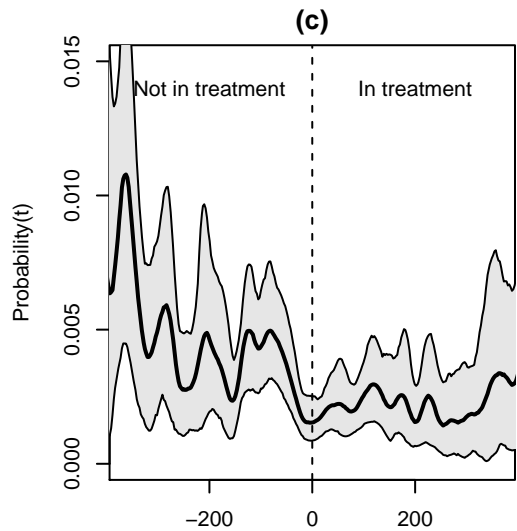 (c)
Not in treatment
In treatment
Probability(t)
0.015
0.010
0.005
0.000
−200
0
200